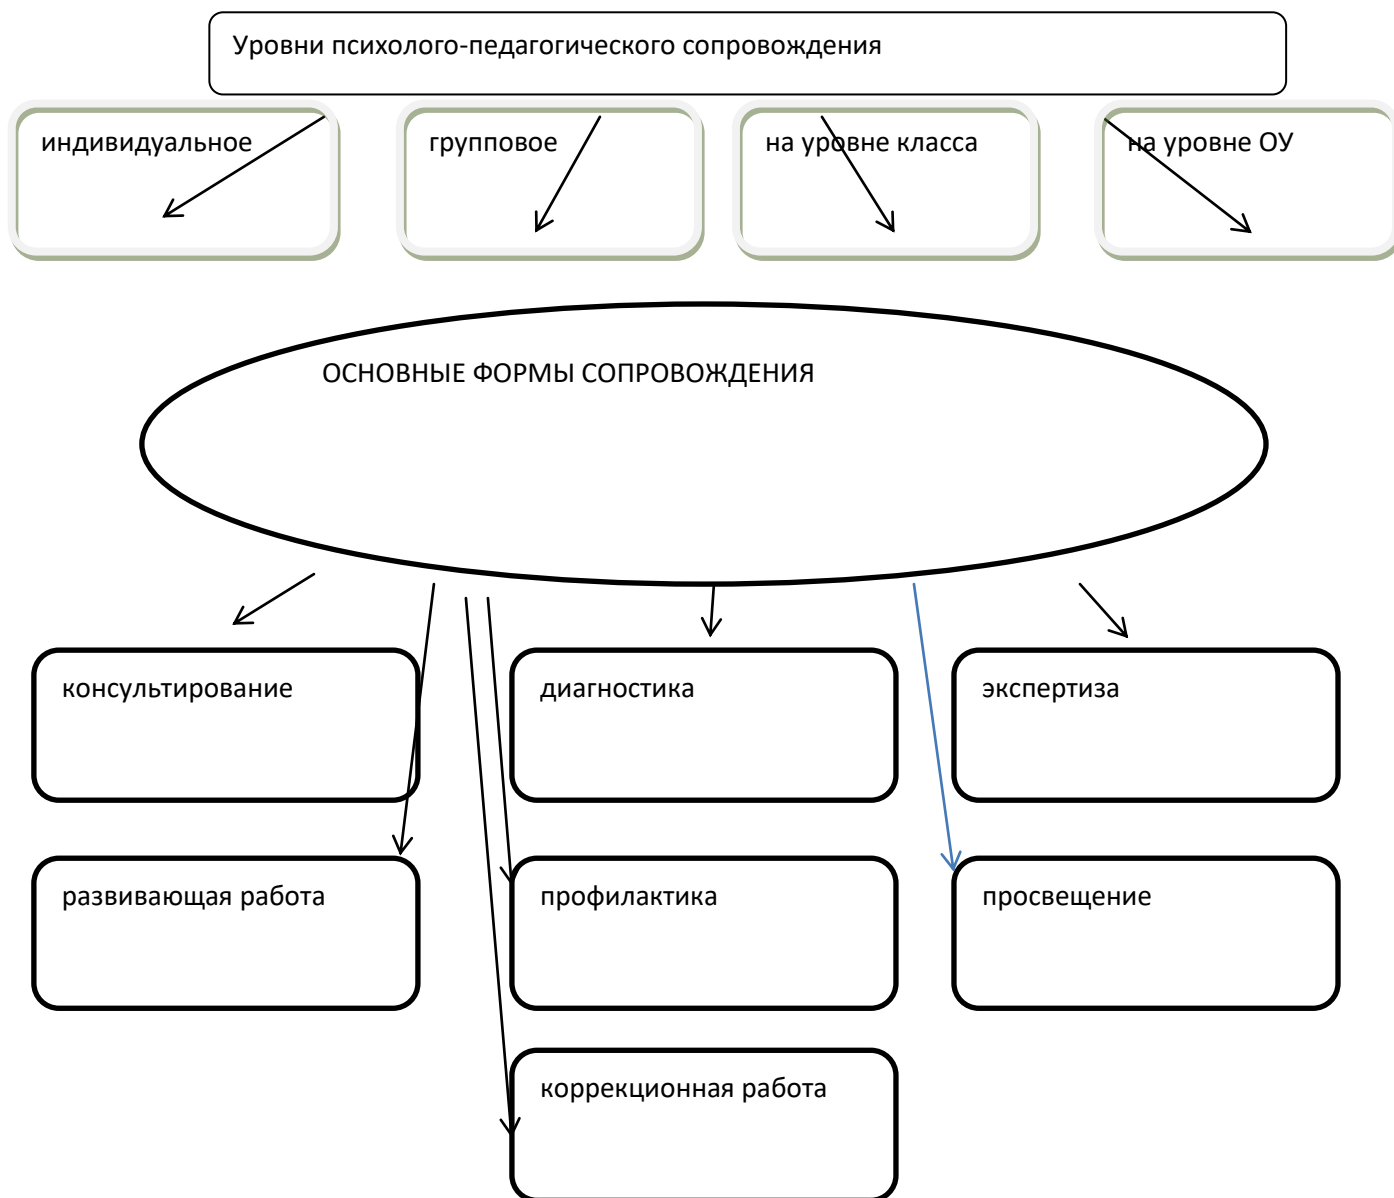 Уровни психолого-педагогического сопровождения
индивидуальное
групповое
на уровне класса
на уровне ОУ
ОСНОВНЫЕ ФОРМЫ СОПРОВОЖДЕНИЯ
консультирование
диагностика
экспертиза
развивающая работа
профилактика
просвещение
коррекционная работа